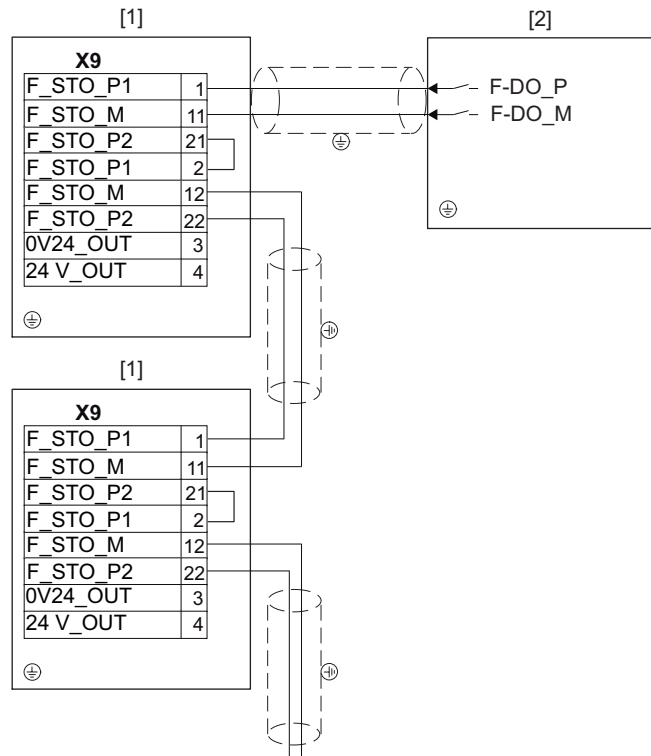 [1]
[2]
X9
F_STO_P1 1
F_STO_M 11
F_STO_P2 21
F_STO_P1 2
F_STO_M 12
F_STO_P2 22
0V24_OUT 3
24 V_OUT 4
F-DO_P
F-DO_M
[1]
X9
F_STO_P1 1
F_STO_M 11
F_STO_P2 21
F_STO_P1 2
F_STO_M 12
F_STO_P2 22
0V24_OUT 3
24 V_OUT 4